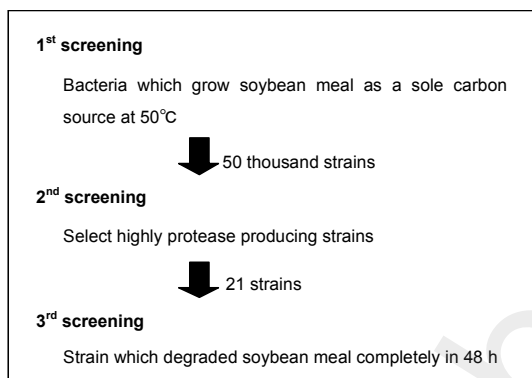 1st screening
Bacteria which grow soybean meal as a sole carbon
source at 50°C
50 thousand strains
2nd screening
Select highly protease producing strains
21 strains
3rd screening
Strain which degraded soybean meal completely in 48 h